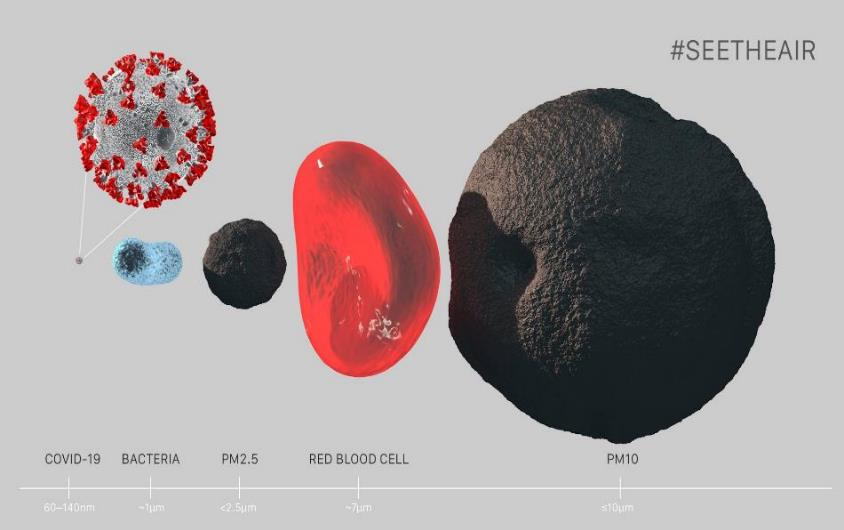 #SEETHEAIR
COVID-19 BACTERIA PM2.5 RED BLOOD CELL PM10
60–140nm ~1μm <2.5μm ~7μm ≤10μm